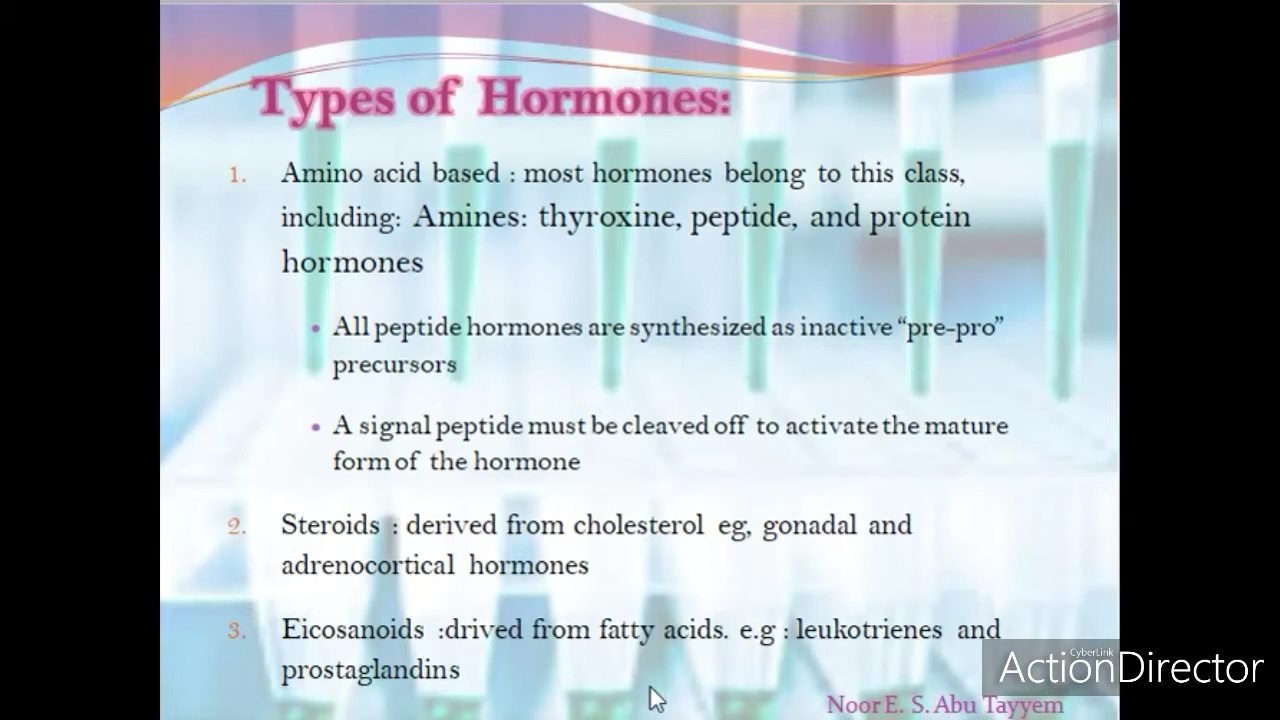 Types of Hormones:
1. Amino acid based : most hormones belong to this class,
including: Amines: thyroxine, peptide, and protein
hormones
• All peptide hormones are synthesized as inactive “pre-pro”
precursors
• A signal peptide must be cleaved off to activate the mature
form of the hormone
2. Steroids : derived from cholesterol eg, gonadal and
adrenocortical hormones
3. Eicosanoids :drived from fatty acids. e.g : leukotrienes and
prostaglandins
CyberLink
ActionDirector
Noor E. S. Abu Tayyem